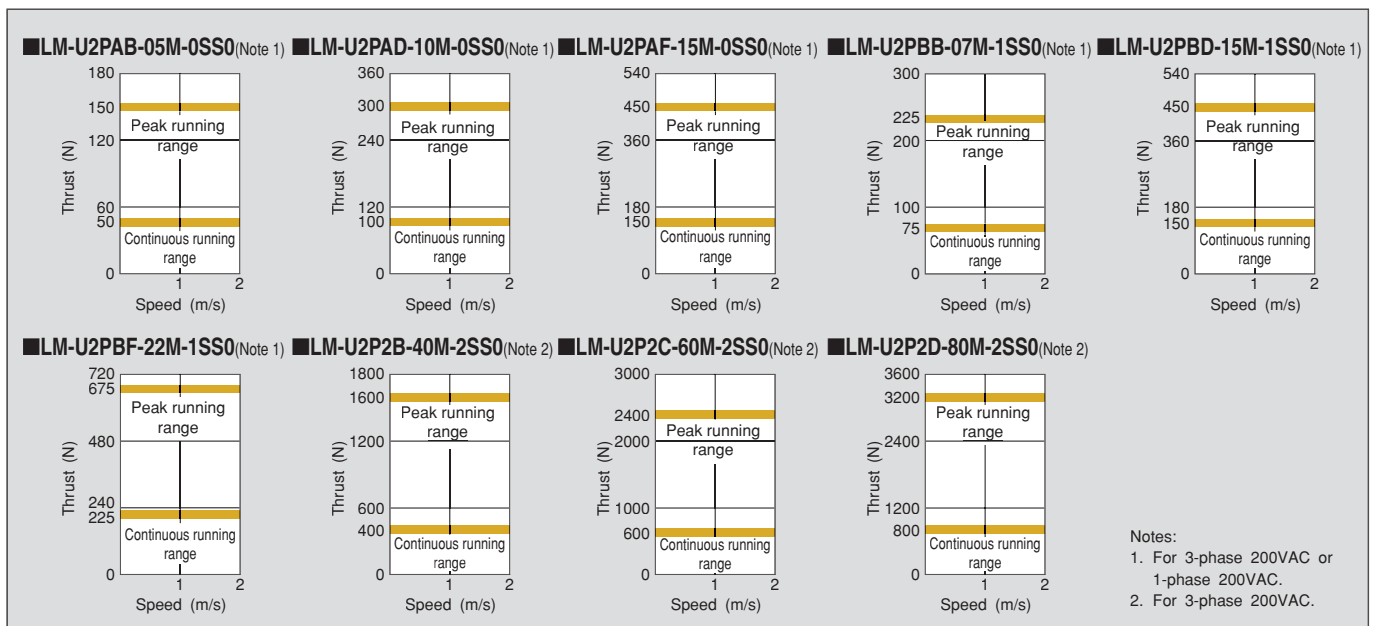 ■LM-U2PAB-05M-0SS0(Note 1)
180
150
120
60
50
0
Thrust (N)
Peak running
range
Continuous running
range
1
2
Speed (m/s)
■LM-U2PAD-10M-0SS0(Note 1)
360
300
240
120
100
0
Thrust (N)
Peak running
range
Continuous running
range
1
2
Speed (m/s)
■LM-U2PAF-15M-0SS0(Note 1)
540
450
360
180
150
0
Thrust (N)
Peak running
range
Continuous running
range
1
2
Speed (m/s)
■LM-U2PBB-07M-1SS0(Note 1)
300
225
200
100
75
0
Thrust (N)
Peak running
range
Continuous running
range
1
2
Speed (m/s)
■LM-U2PBD-15M-1SS0(Note 1)
540
450
360
180
150
0
Thrust (N)
Peak running
range
Continuous running
range
1
2
Speed (m/s)
■LM-U2PBF-22M-1SS0(Note 1)
720
675
480
240
225
0
Thrust (N)
Peak running
range
Continuous running
range
1
2
Speed (m/s)
■LM-U2P2B-40M-2SS0(Note 2)
1800
1600
1200
600
400
0
Thrust (N)
Peak running
range
Continuous running
range
1
2
Speed (m/s)
■LM-U2P2C-60M-2SS0(Note 2)
3000
2400
2000
1000
600
0
Thrust (N)
Peak running
range
Continuous running
range
1
2
Speed (m/s)
■LM-U2P2D-80M-2SS0(Note 2)
3600
3200
2400
1200
800
0
Thrust (N)
Peak running
range
Continuous running
range
1
2
Speed (m/s)
Notes:
1. For 3-phase 200VAC or
1-phase 200VAC.
2. For 3-phase 200VAC.